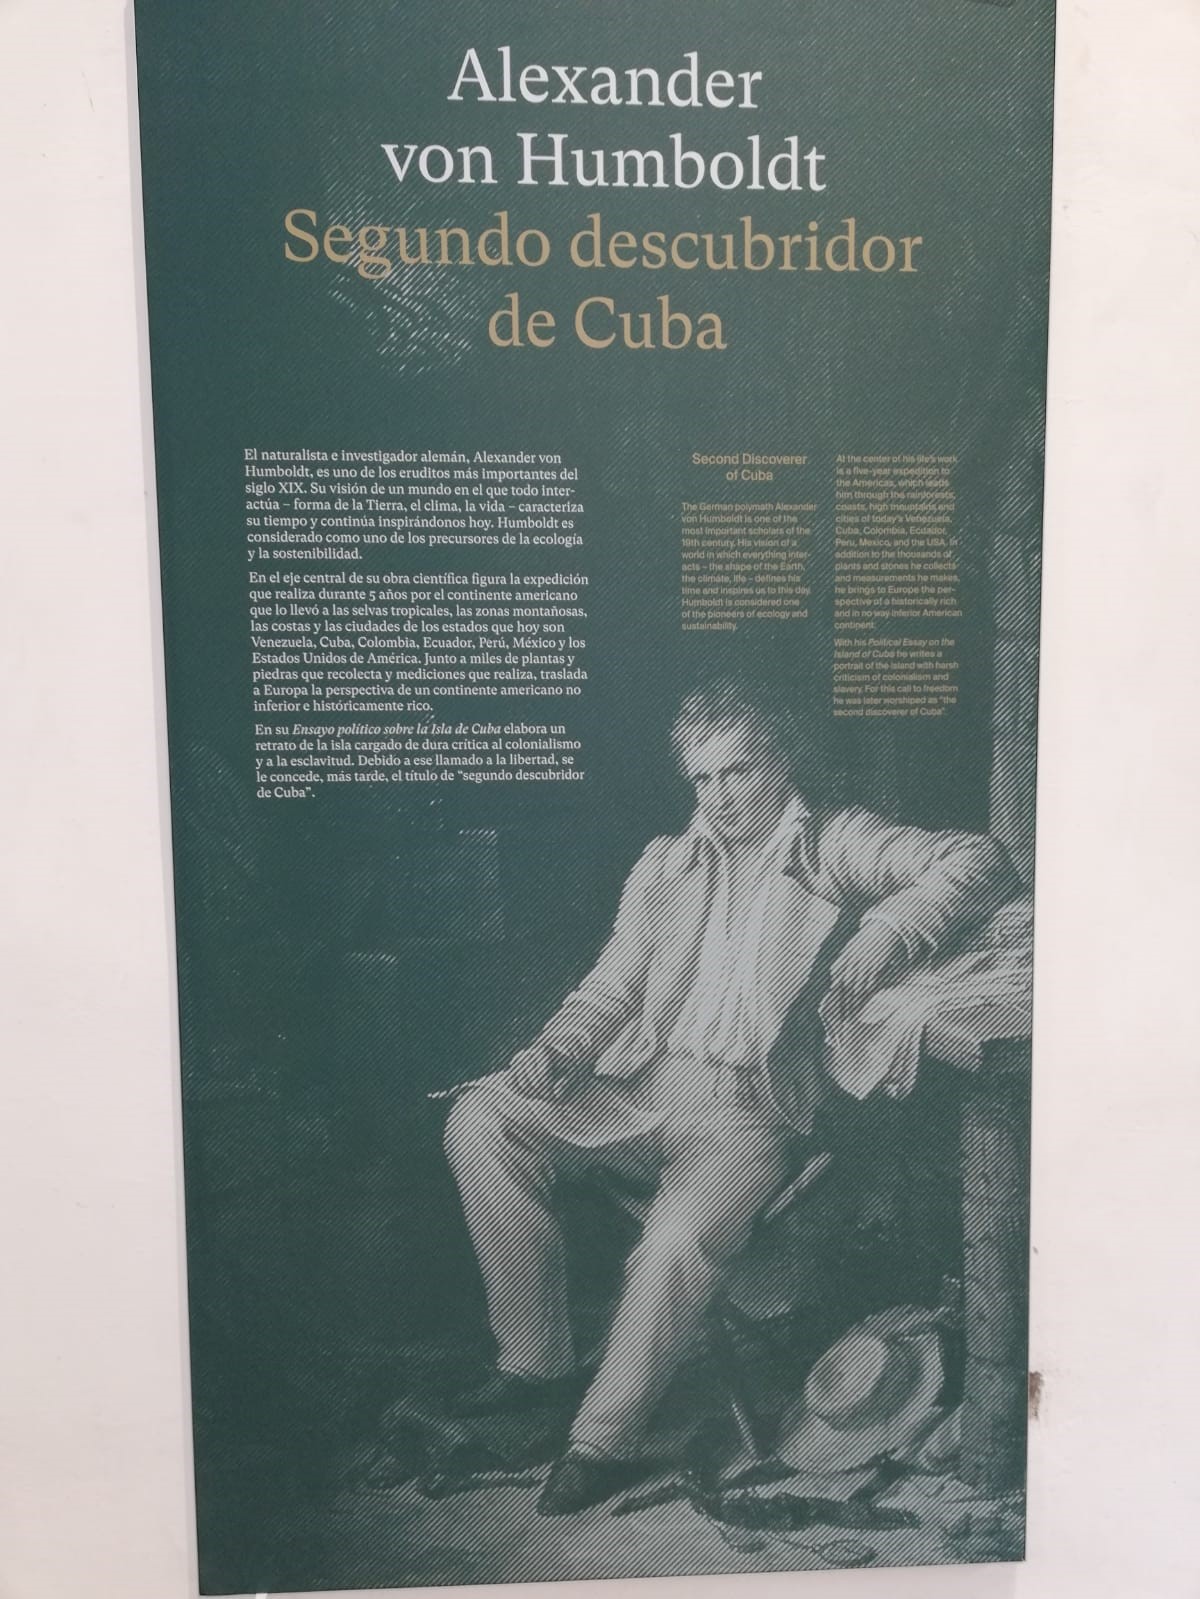 Alexander
von Humboldt
Segundo descubridor
de Cuba
El naturalista e investigador alemán, Alexander von
Humboldt, es uno de los eruditos más importantes del
siglo XIX. Su visión de un mundo en el que todo inter-
actúa – forma de la Tierra, el clima, la vida – caracteriza
su tiempo y continúa inspirándonos hoy. Humboldt es
considerado como uno de los precursores de la ecología
y la sostenibilidad.
En el eje central de su obra científica figura la expedición
que realiza durante 5 años por el continente americano
que lo llevó a las selvas tropicales, las zonas montañosas,
las costas y las ciudades de los estados que hoy son
Venezuela, Cuba, Colombia, Ecuador, Perú, México y los
Estados Unidos de América. Junto a miles de plantas y
piedras que recolecta y mediciones que realiza, traslada
a Europa la perspectiva de un continente americano no
inferior e históricamente rico.
En su Ensayo político sobre la Isla de Cuba elabora un
retrato de la isla cargado de dura crítica al colonialismo
y a la esclavitud. Debido a ese llamado a la libertad, se
le concede, más tarde, el título de "segundo descubridor
de Cuba".
Second Discoverer
of Cuba
The German polymath Alexander
von Humboldt is one of the
most important scholars of the
19th century. His vision of a
world in which everything inter-
acts – the shape of the Earth,
the climate, life – defines his
time and inspires us to this day.
Humboldt is considered one
of the pioneers of ecology and
sustainability.
At the center of his life's work
is a five-year expedition to
the Americas, which leads
him through the rainforests,
coasts, high mountains and
cities of today's Venezuela,
Cuba, Colombia, Ecuador,
Peru, Mexico, and the USA. In
addition to the thousands of
plants and stones he collects
and measurements he makes,
he brings to Europe the per-
spective of a historically rich
and in no way inferior American
continent.
With his Political Essay on the
Island of Cuba he writes a
portrait of the island with harsh
criticism of colonialism and
slavery. For this call to freedom
he was later worshiped as "the
second discoverer of Cuba".